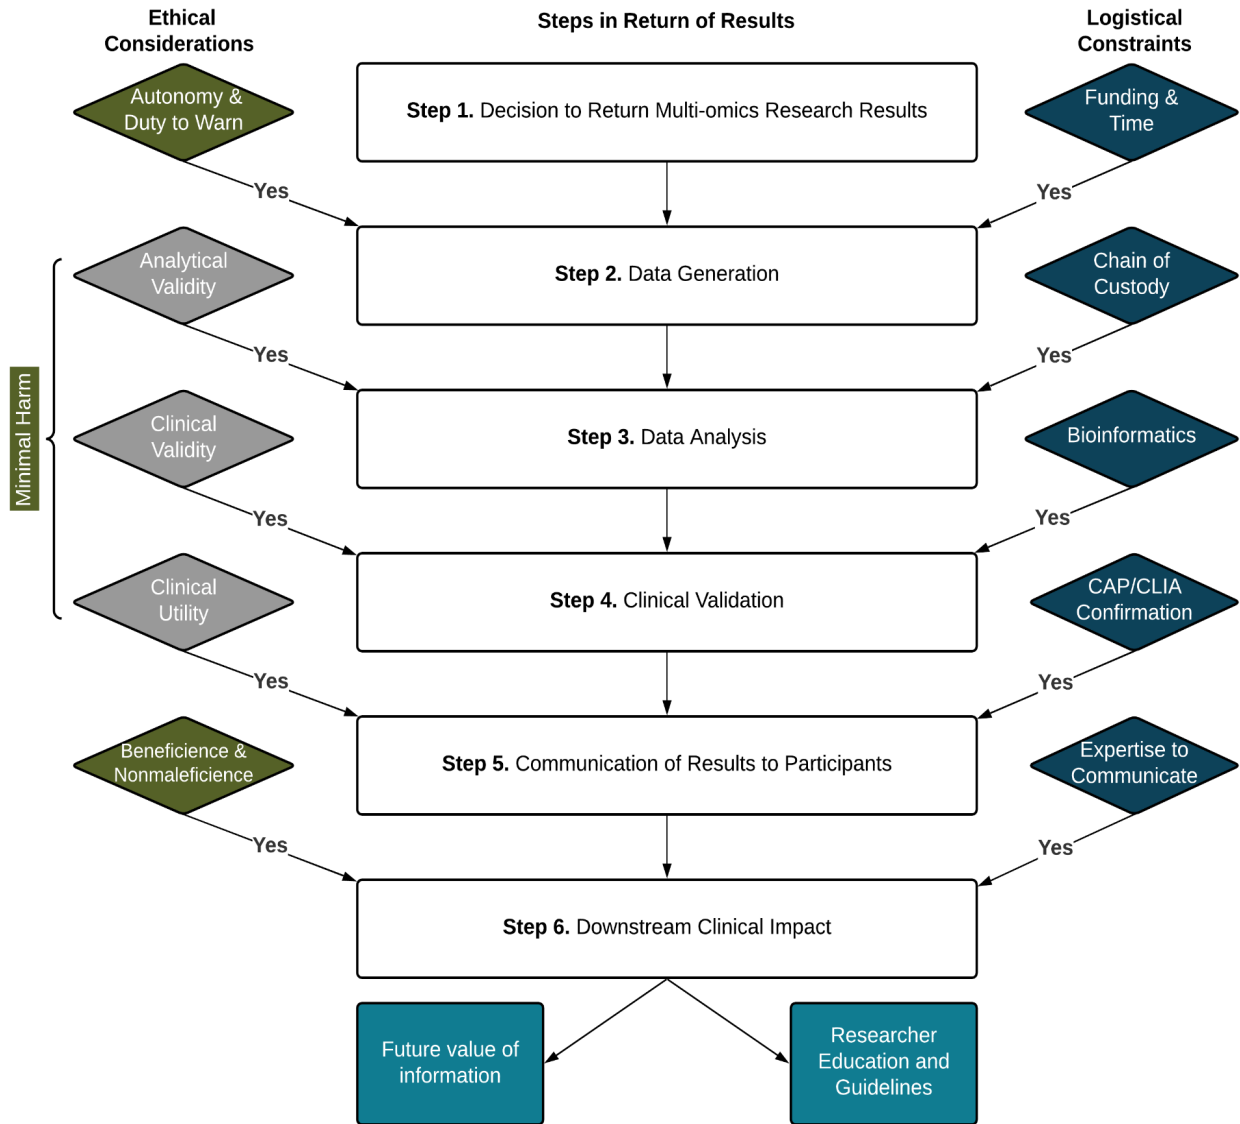 Ethical
Considerations
Steps in Return of Results
Logistical
Constraints
Autonomy &
Duty to Warn
Step 1. Decision to Return Multi-omics Research Results
Funding &
Time
Yes
Yes
Analytical
Validity
Step 2. Data Generation
Chain of
Custody
Yes
Yes
Minimal Harm
Clinical
Validity
Step 3. Data Analysis
Bioinformatics
Yes
Yes
Clinical
Utility
Step 4. Clinical Validation
CAP/CLIA
Confirmation
Yes
Yes
Beneficience &
Nonmaleficience
Step 5. Communication of Results to Participants
Expertise to
Communicate
Yes
Yes
Step 6. Downstream Clinical Impact
Future value of
information
Researcher
Education and
Guidelines